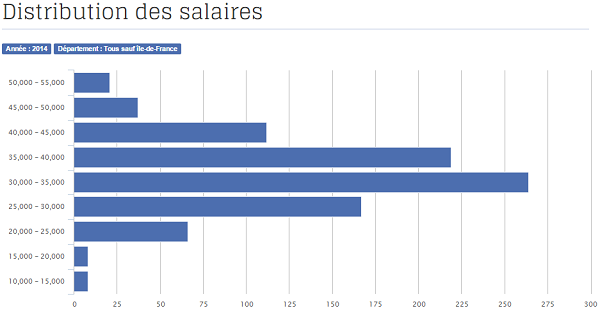 Distribution des salaires
Année : 2014 Département : Tous sauf Île-de-France
50,000 – 55,000
45,000 – 50,000
40,000 – 45,000
35,000 – 40,000
30,000 – 35,000
25,000 – 30,000
20,000 – 25,000
15,000 – 20,000
10,000 – 15,000
0 25 50 75 100 125 150 175 200 225 250 275 300